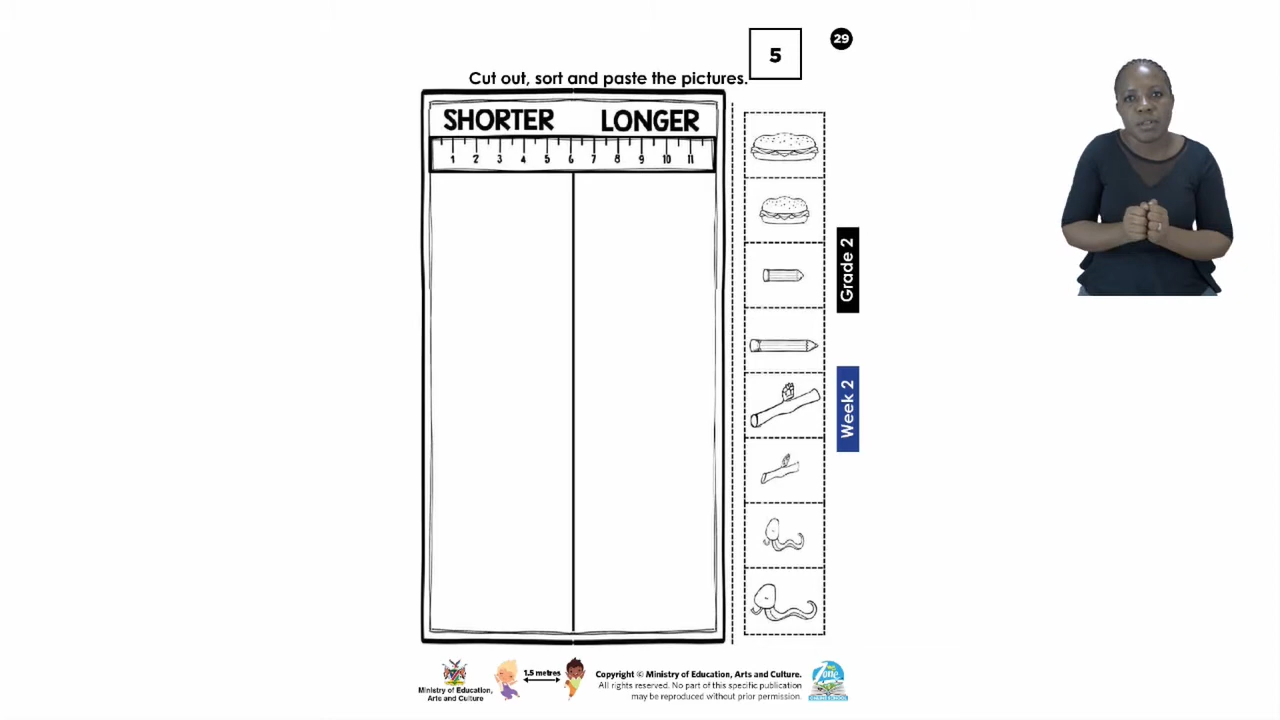 5
29
Cut out, sort and paste the pictures.
SHORTER LONGER
1 2 3 4 5 6 7 8 9 10 11
Grade 2
Week 2
Ministry of Education,
Arts and Culture
1.5 metres
Copyright © Ministry of Education, Arts and Culture.
All rights reserved. No part of this specific publication
may be reproduced without prior permission.
Zone